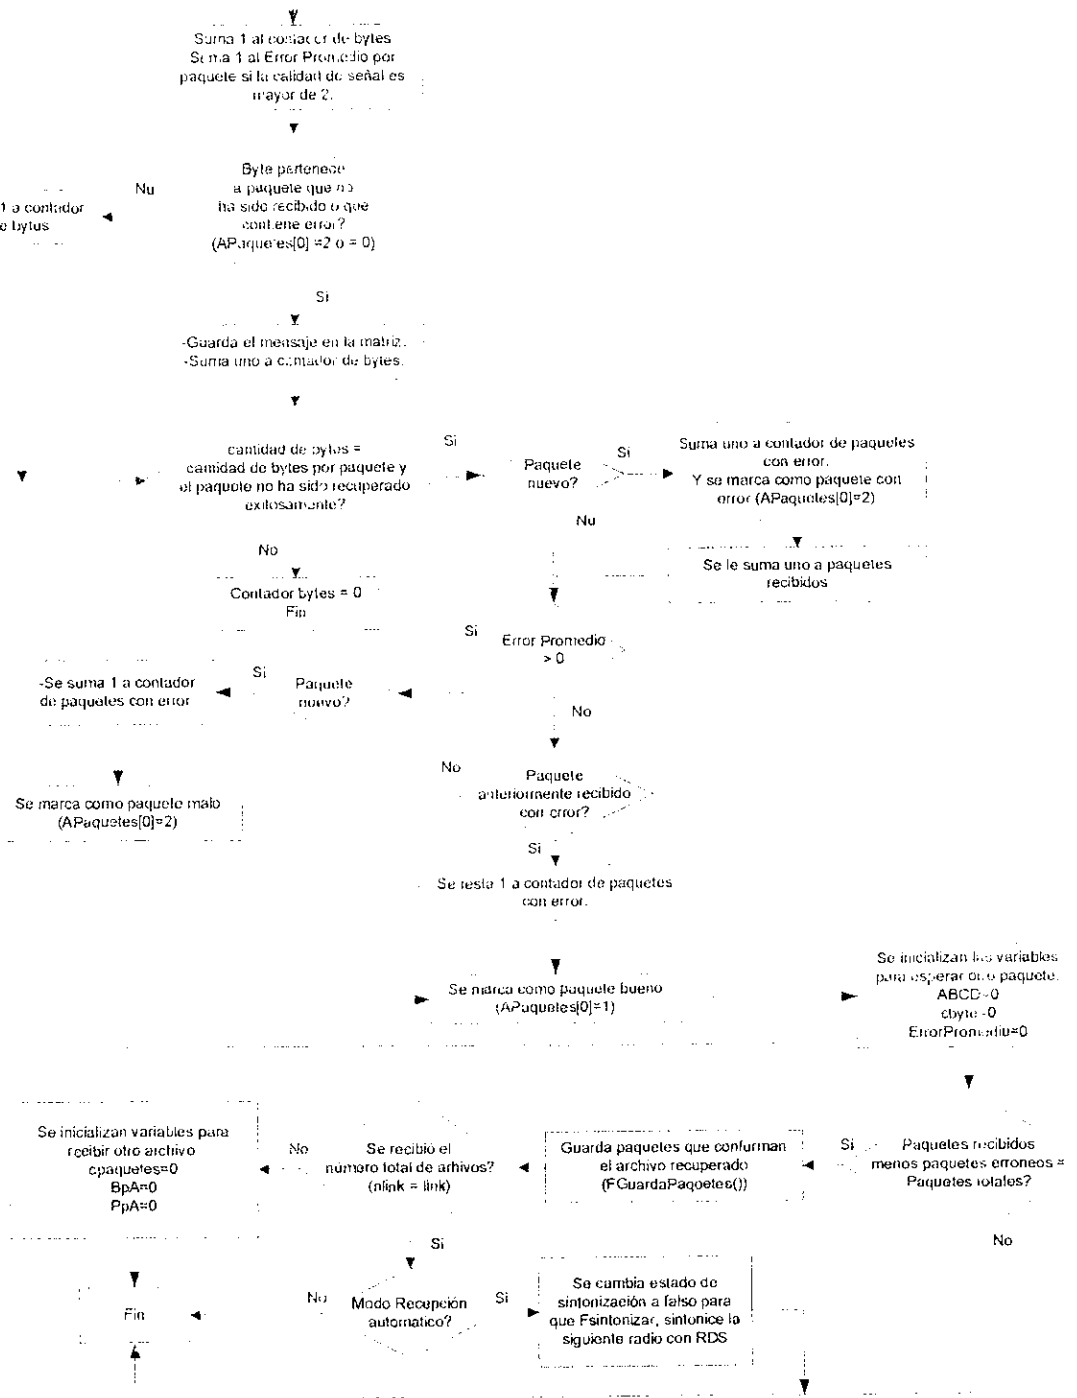 Suma 1 al contador de bytes
Suma 1 al Error Promedio por
paquete si la calidad de señal es
mayor de 2.
Byte pertenece
a paquete que no
ha sido recibido o que
contiene error?
(APaquetes[0] =2 o = 0)
No
1 a contador
e bytes
Si
-Guarda el mensaje en la matriz.
-Suma uno a contador de bytes.
cantidad de bytes =
camidad de bytes por paquete y
el paquete no ha sido recuperado
exitosamente?
Si
Paquete
nuevo?
Si
Suma uno a contador de paquetes
con error.
Y se marca como paquete con
error (APaquetes[0]=2)
No
Contador bytes = 0
Fin
No
Se le suma uno a paquetes
recibidos
Error Promedio
> 0
Si
Paquete
nuevo?
Si
-Se suma 1 a contador
de paquetes con error
Se marca como paquete malo
(APaquetes[0]=2)
No
Paquete
anteriormente recibido
con error?
No
Si
Se resta 1 a contador de paquetes
con error.
Se marca como paquete bueno
(APaquetes[0]=1)
Se inicializan las variables
para esperar otro paquete.
ABCD=0
cbyte=0
ErrorPromedio=0
Paquetes recibidos
menos paquetes erroneos =
Paquetes totales?
Si
No
Guarda paquetes que conforman
el archivo recuperado
(FGuardaPaquetes())
Se recibió el
número total de arhivos?
(nlink = link)
No
Se inicializan variables para
recibir otro archivo
cpaquetes=0
BpA=0
PpA=0
Si
Modo Recepción
automatico?
No
Fin
Si
Se cambia estado de
sintonización a falso para
que Fsintonizar, sintonice la
siguiente radio con RDS